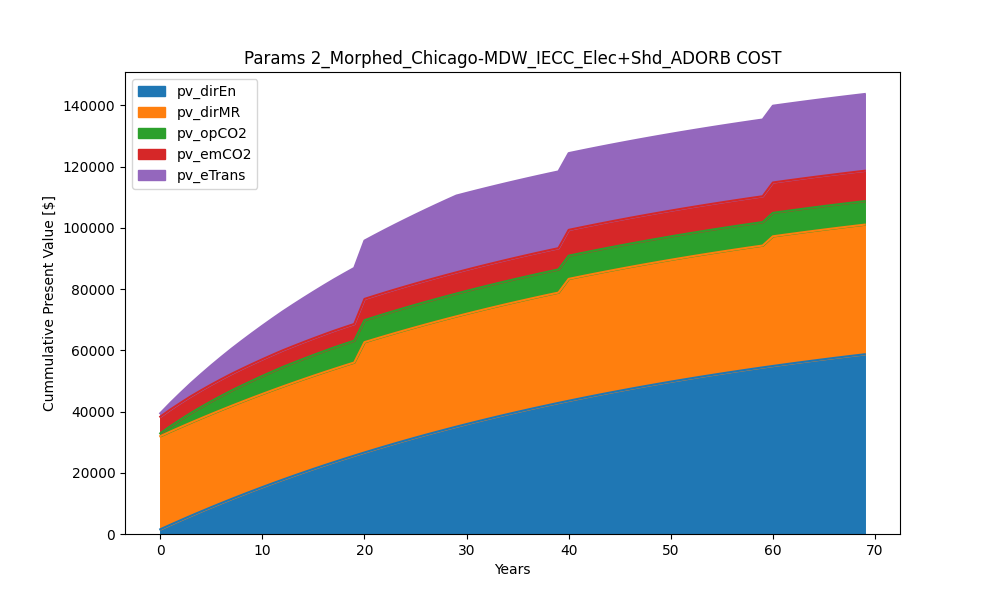 Params 2_Morphed_Chicago-MDW_IECC_Elec+Shd_ADORB COST
pv_dirEn
pv_dirMR
pv_opCO2
pv_emCO2
pv_eTrans
Cummulative Present Value [$]
140000
120000
100000
80000
60000
40000
20000
0
0 10 20 30 40 50 60 70
Years